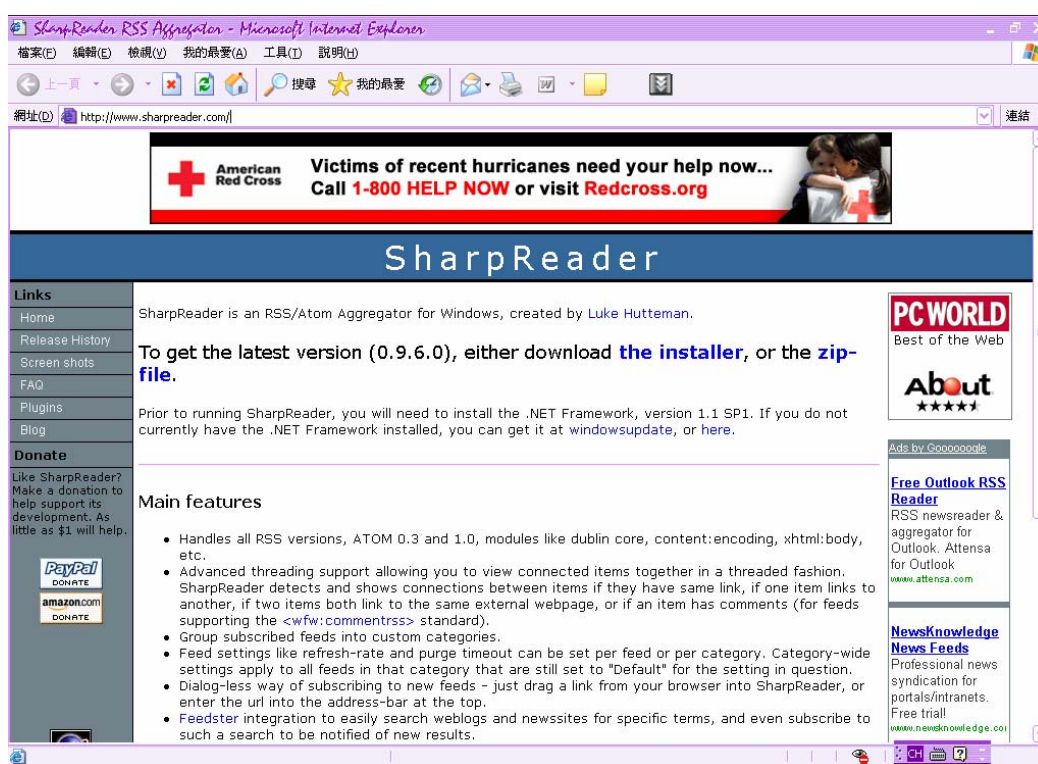 SharpReader RSS Aggregator - Microsoft Internet Explorer
檔案(F) 編輯(E) 檢視(V) 我的最愛(A) 工具(T) 說明(H)
上一頁 搜尋 我的最愛
網址(D) http://www.sharpreader.com/ 連結
American
Red Cross
Victims of recent hurricanes need your help now...
Call 1-800 HELP NOW or visit Redcross.org
SharpReader
Links
Home
Release History
Screen shots
FAQ
Plugins
Blog
Donate
Like SharpReader?
Make a donation to
help support its
development. As
little as $1 will help.
PayPal
DONATE
amazon.com
DONATE
SharpReader is an RSS/Atom Aggregator for Windows, created by Luke Hutteman.
To get the latest version (0.9.6.0), either download the installer, or the zip-
file.
Prior to running SharpReader, you will need to install the .NET Framework, version 1.1 SP1. If you do not
currently have the .NET Framework installed, you can get it at windowsupdate, or here.
Main features
• Handles all RSS versions, ATOM 0.3 and 1.0, modules like dublin core, content:encoding, xhtml:body,
etc.
• Advanced threading support allowing you to view connected items together in a threaded fashion.
SharpReader detects and shows connections between items if they have same link, if one item links to
another, if two items both link to the same external webpage, or if an item has comments (for feeds
supporting the <wfw:commentrss> standard).
• Group subscribed feeds into custom categories.
• Feed settings like refresh-rate and purge timeout can be set per feed or per category. Category-wide
settings apply to all feeds in that category that are still set to "Default" for the setting in question.
• Dialog-less way of subscribing to new feeds - just drag a link from your browser into SharpReader, or
enter the url into the address-bar at the top.
• Feedster integration to easily search weblogs and newssites for specific terms, and even subscribe to
such a search to be notified of new results.
PC WORLD
Best of the Web
About
Ads by Goooooogle
Free Outlook RSS
Reader
RSS newsreader &
aggregator for
Outlook. Attensa
for Outlook
www.attensa.com
NewsKnowledge
News Feeds
Professional news
syndication for
portals/intranets.
Free trial!
www.newsknowledge.co
CH